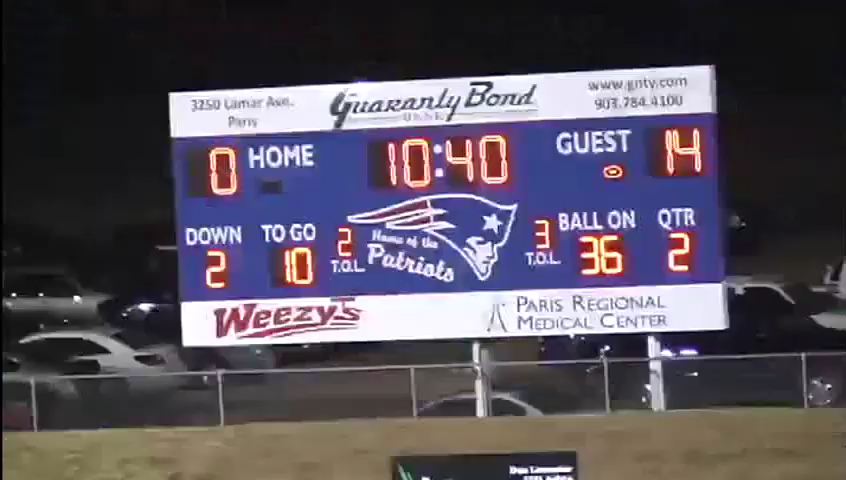 3250 Lamar Ave.
Paris
Guaranty Bond
BANK
www.gntv.com
903.784.4100
0 HOME
10:40
GUEST 14
DOWN
2
TO GO
10
2
T.O.L.
Home of the
Patriots
3
T.O.L.
BALL ON
36
QTR
2
Weezy's
PARIS REGIONAL
MEDICAL CENTER